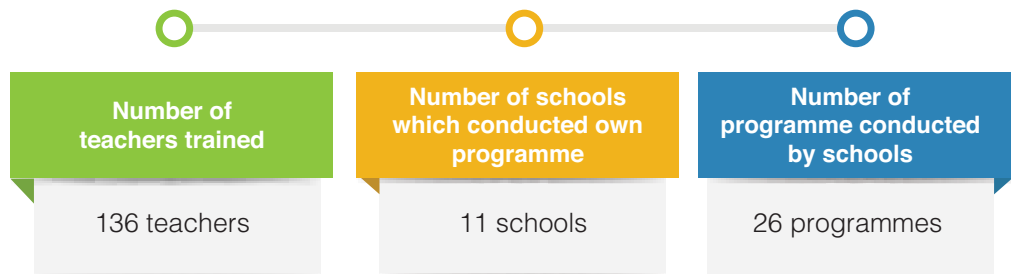 Number of
teachers trained
136 teachers
Number of schools
which conducted own
programme
11 schools
Number of
programme conducted
by schools
26 programmes